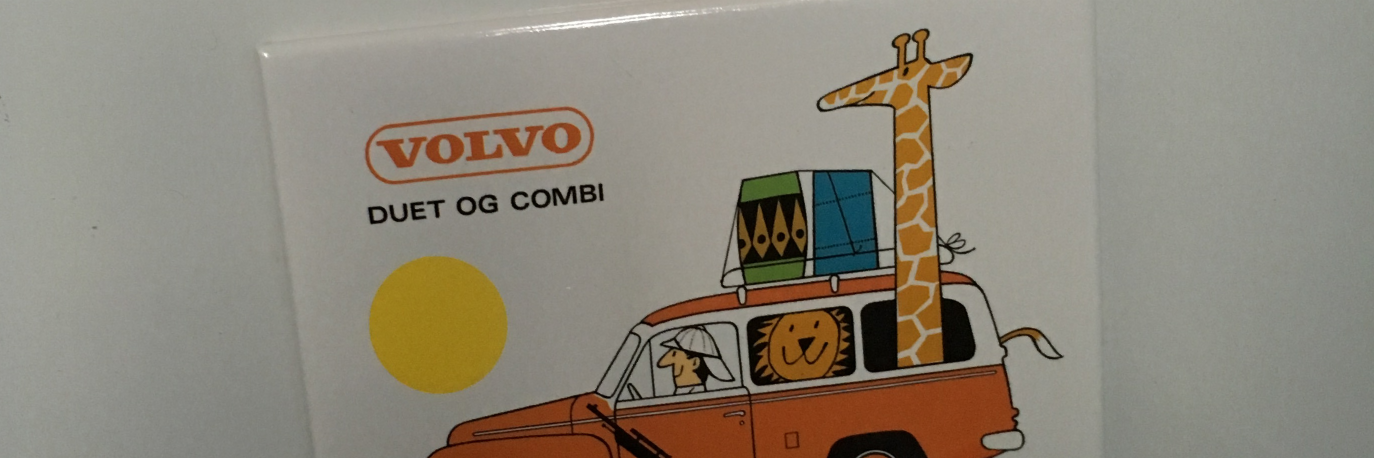 VOLVO
DUET OG COMBI